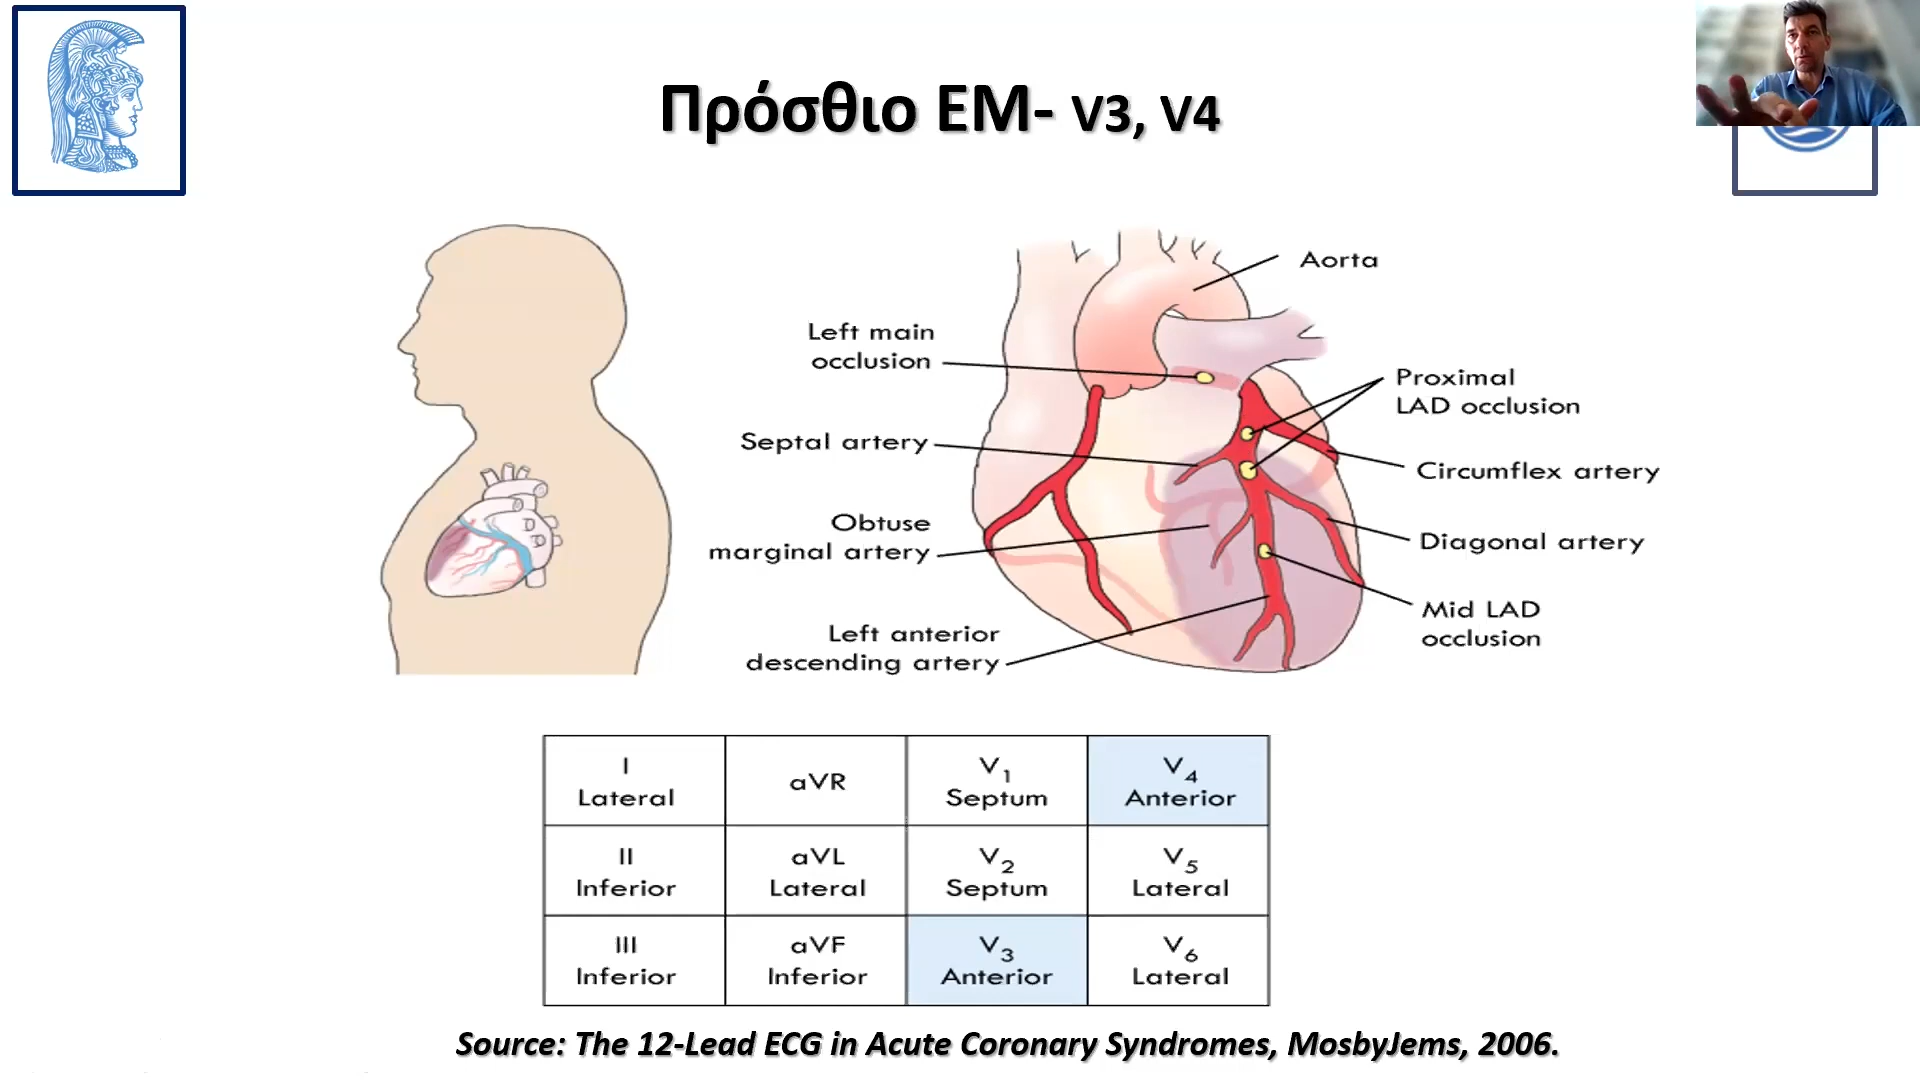 Πρόσθιο ΕΜ- V3, V4
Aorta
Left main
occlusion
Proximal
LAD occlusion
Septal artery
Circumflex artery
Obtuse
marginal artery
Diagonal artery
Mid LAD
occlusion
Left anterior
descending artery
I
Lateral
aVR
V1
Septum
V4
Anterior
II
Inferior
aVL
Lateral
V2
Septum
V5
Lateral
III
Inferior
aVF
Inferior
V3
Anterior
V6
Lateral
Source: The 12-Lead ECG in Acute Coronary Syndromes, MosbyJems, 2006.